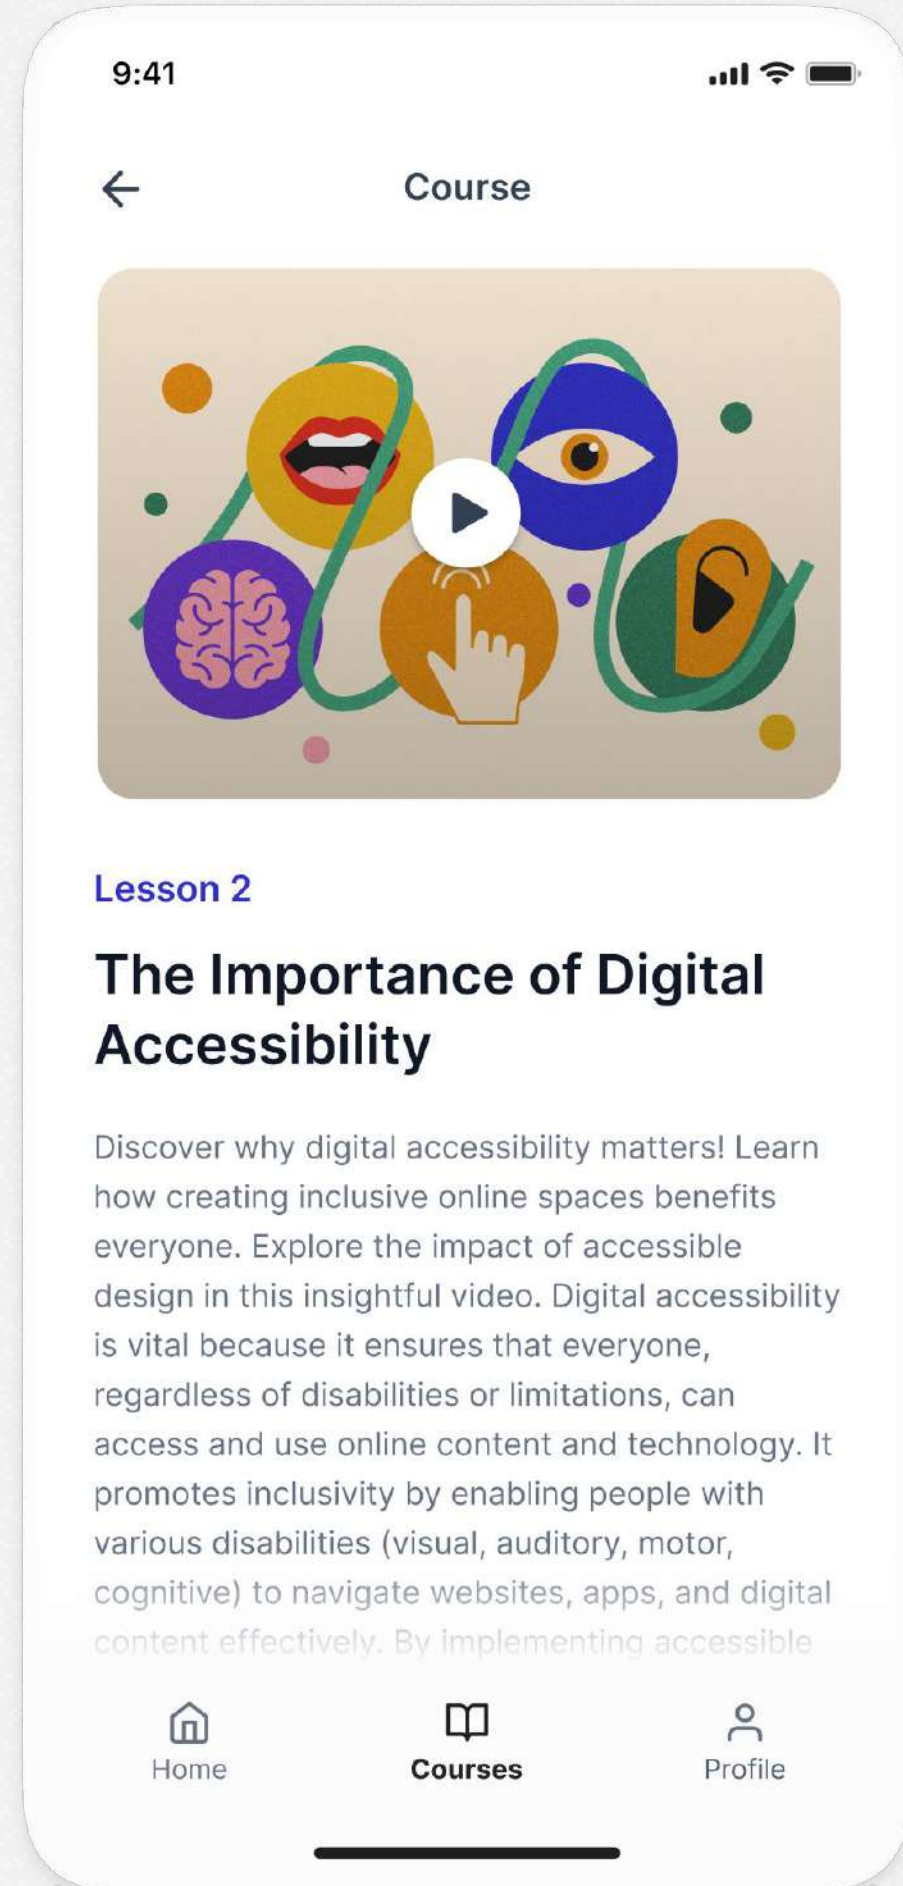 9:41
Course
Lesson 2
The Importance of Digital
Accessibility
Discover why digital accessibility matters! Learn
how creating inclusive online spaces benefits
everyone. Explore the impact of accessible
design in this insightful video. Digital accessibility
is vital because it ensures that everyone,
regardless of disabilities or limitations, can
access and use online content and technology. It
promotes inclusivity by enabling people with
various disabilities (visual, auditory, motor,
cognitive) to navigate websites, apps, and digital
content effectively. By implementing accessible
Home
Courses
Profile